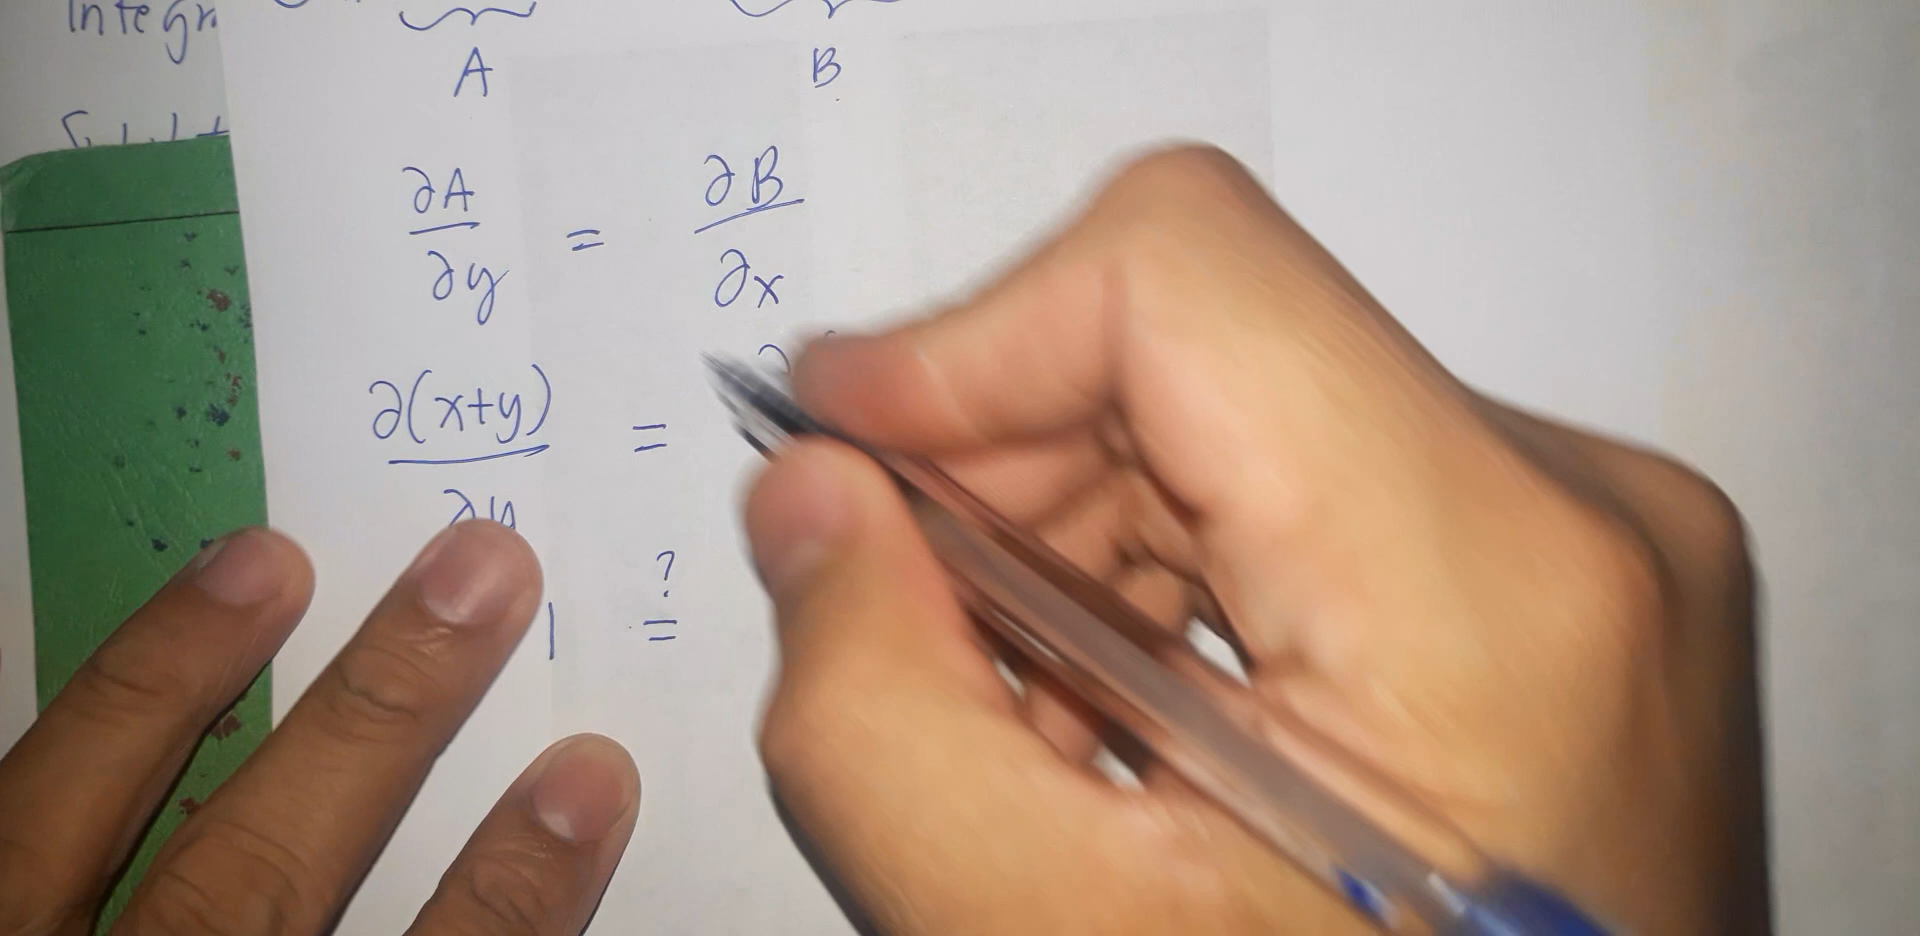 A B
∂A/∂y = ∂B/∂x
∂(x+y)/∂y = ∂
1 ?=